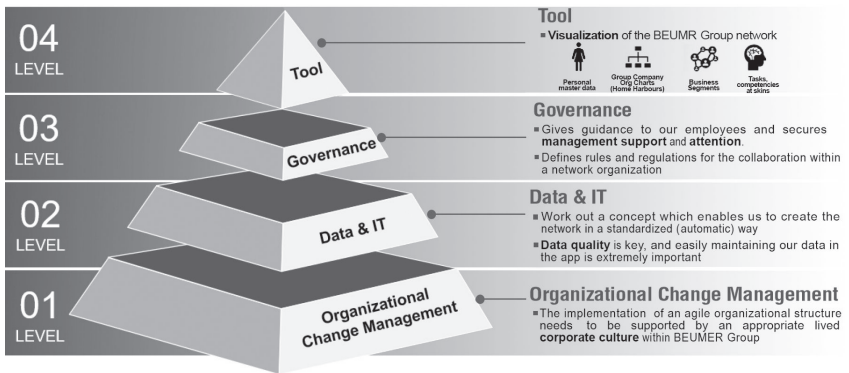 04
LEVEL
Tool
Tool
▪ Visualization of the BEUMR Group network
Personal
master data
Group Company
Org Charts
(Home Harbours)
Business
Segments
Tasks,
competencies
at skins
03
LEVEL
Governance
Governance
▪ Gives guidance to our employees and secures
management support and attention.
▪ Defines rules and regulations for the collaboration within
a network organization
02
LEVEL
Data & IT
Data & IT
▪ Work out a concept which enables us to create the
network in a standardized (automatic) way
▪ Data quality is key, and easily maintaining our data in
the app is extremely important
01
LEVEL
Organizational
Change Management
Organizational Change Management
▪ The implementation of an agile organizational structure
needs to be supported by an appropriate lived
corporate culture within BEUMER Group